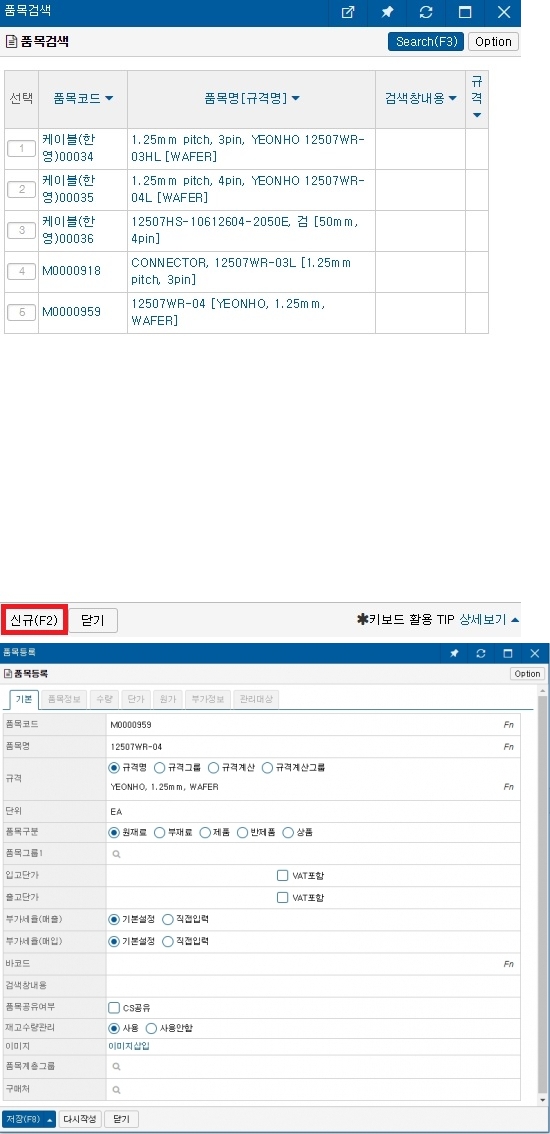 품목검색
품목검색
Search(F3) Option
선택 품목코드 품목명[규격명] 검색창내용 규격
1 케이블(한영)00034 1.25mm pitch, 3pin, YEONHO 12507WR-03HL [WAFER]
2 케이블(한영)00035 1.25mm pitch, 4pin, YEONHO 12507WR-04L [WAFER]
3 케이블(한영)00036 12507HS-10612604-2050E, 검 [50mm, 4pin]
4 M0000918 CONNECTOR, 12507WR-03L [1.25mm pitch, 3pin]
6 M0000959 12507WR-04 [YEONHO, 1.25mm, WAFER]
신규(F2) 닫기 ✱키보드 활용 TIP 상세보기
품목등록
품목등록 Option
기본 품목정보 수량 단가 원가 부가정보 관리대상
품목코드 M0000959 Fn
품목명 12507WR-04 Fn
규격 규격명 규격그룹 규격계산 규격계산그룹
YEONHO, 1.25mm, WAFER Fn
단위 EA
품목구분 원재료 부재료 제품 반제품 상품
품목그룹1
입고단가 VAT포함
출고단가 VAT포함
부가세율(매출) 기본설정 직접입력
부가세율(매입) 기본설정 직접입력
바코드 Fn
검색창내용
품목공유여부 CS공유
재고수량관리 사용 사용안함
이미지 이미지삽입
품목계층그룹
구매처
저장(F8) 다시작성 닫기